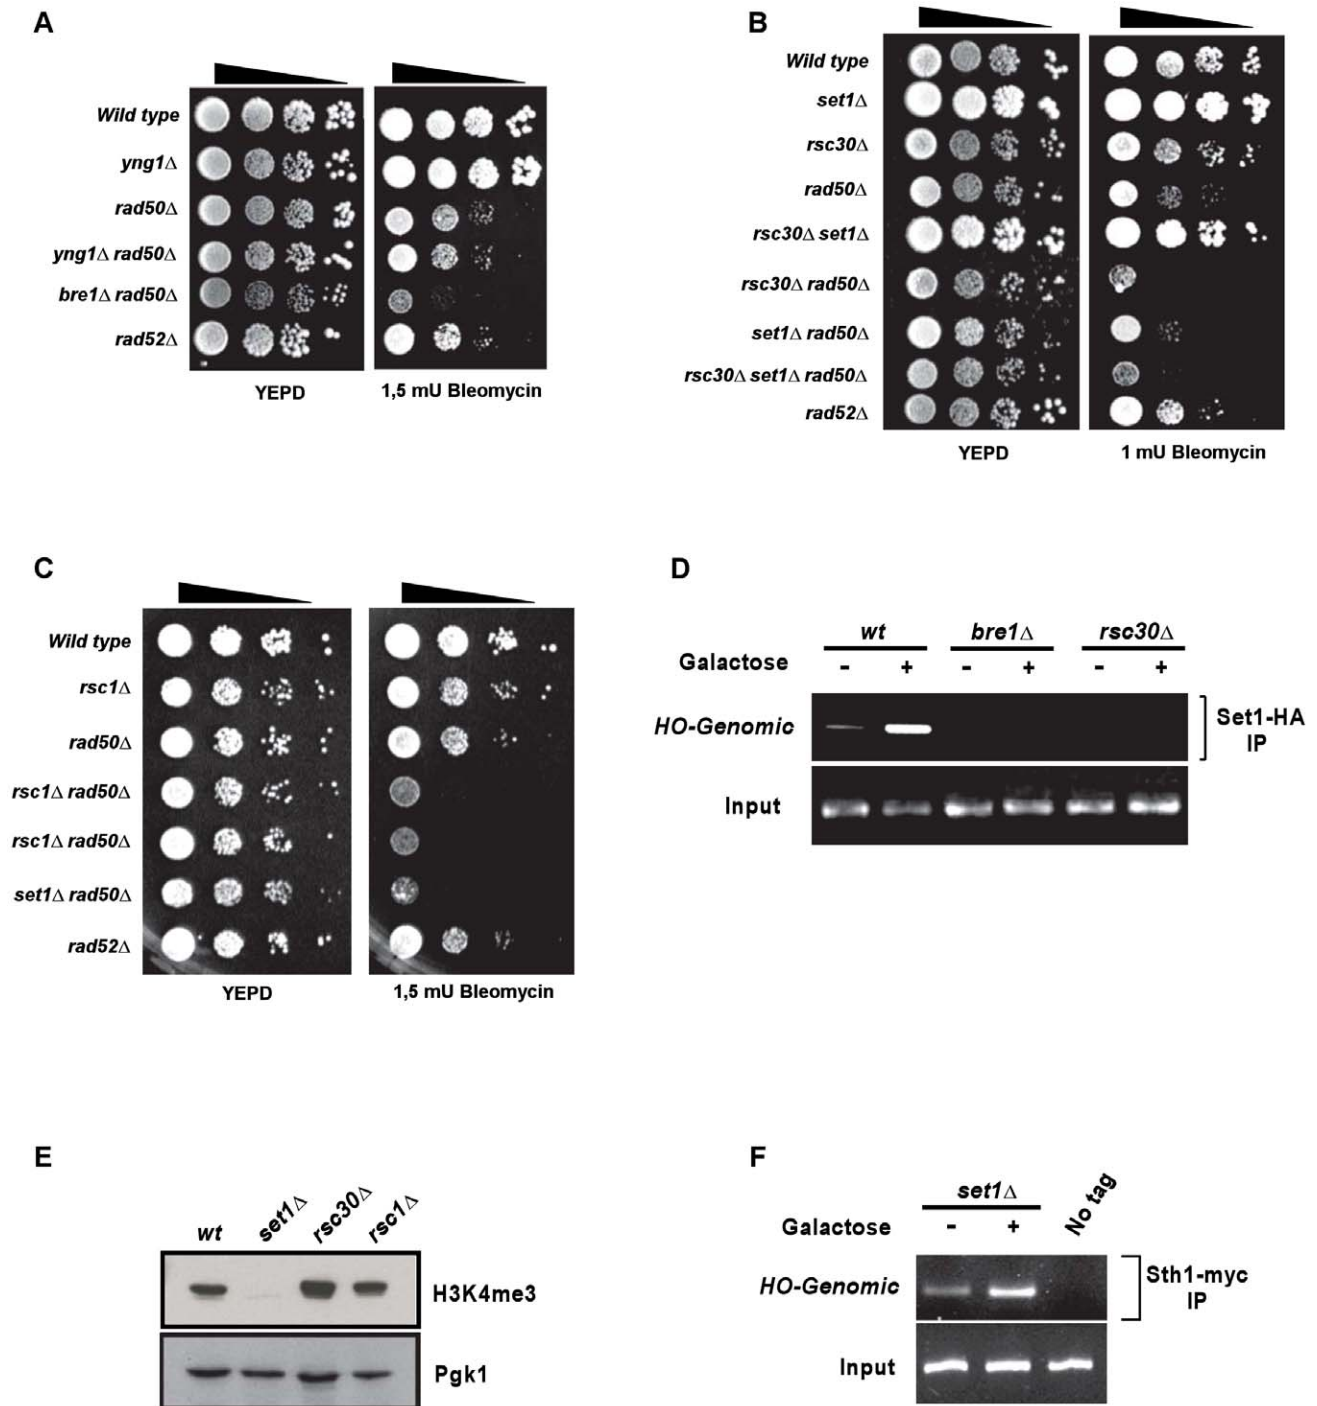 A
Wild type
yng1Δ
rad50Δ
yng1Δ rad50Δ
bre1Δ rad50Δ
rad52Δ
YEPD
1,5 mU Bleomycin
B
Wild type
set1Δ
rsc30Δ
rad50Δ
rsc30Δ set1Δ
rsc30Δ rad50Δ
set1Δ rad50Δ
rsc30Δ set1Δ rad50Δ
rad52Δ
YEPD
1 mU Bleomycin
C
Wild type
rsc1Δ
rad50Δ
rsc1Δ rad50Δ
rsc1Δ rad50Δ
set1Δ rad50Δ
rad52Δ
YEPD
1,5 mU Bleomycin
D
wt bre1Δ rsc30Δ
Galactose - + - + - +
HO-Genomic
Set1-HA
IP
Input
E
wt set1Δ rsc30Δ rsc1Δ
H3K4me3
Pgk1
F
set1Δ No tag
Galactose - +
HO-Genomic
Sth1-myc
IP
Input